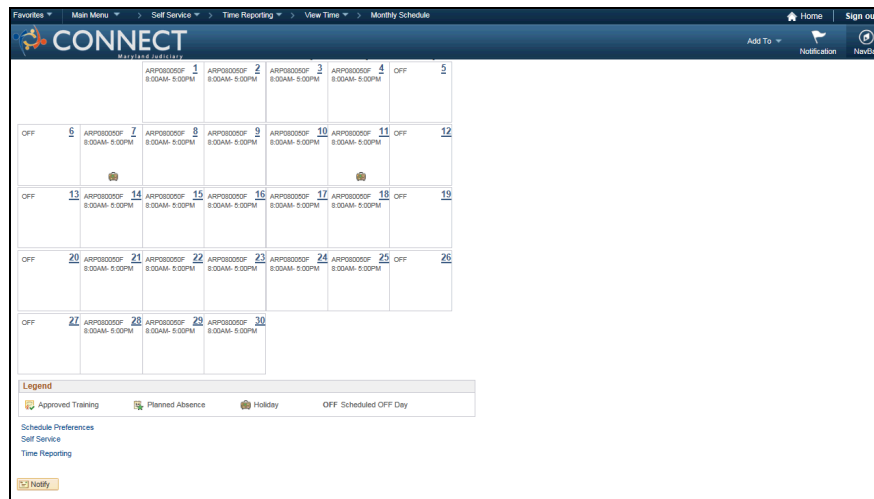 Favorites Main Menu > Self Service > Time Reporting > View Time > Monthly Schedule Home Sign ou
CONNECT
Maryland Judiciary
Add To Notification NavBa
ARP080050F 1 ARP080050F 2 ARP080050F 3 ARP080050F 4 OFF 5
8:00AM- 5:00PM 8:00AM- 5:00PM 8:00AM- 5:00PM 8:00AM- 5:00PM
OFF 6 ARP080050F 7 ARP080050F 8 ARP080050F 9 ARP080050F 10 ARP080050F 11 OFF 12
8:00AM- 5:00PM 8:00AM- 5:00PM 8:00AM- 5:00PM 8:00AM- 5:00PM 8:00AM- 5:00PM
OFF 13 ARP080050F 14 ARP080050F 15 ARP080050F 16 ARP080050F 17 ARP080050F 18 OFF 19
8:00AM- 5:00PM 8:00AM- 5:00PM 8:00AM- 5:00PM 8:00AM- 5:00PM 8:00AM- 5:00PM
OFF 20 ARP080050F 21 ARP080050F 22 ARP080050F 23 ARP080050F 24 ARP080050F 25 OFF 26
8:00AM- 5:00PM 8:00AM- 5:00PM 8:00AM- 5:00PM 8:00AM- 5:00PM 8:00AM- 5:00PM
OFF 27 ARP080050F 28 ARP080050F 29 ARP080050F 30
8:00AM- 5:00PM 8:00AM- 5:00PM 8:00AM- 5:00PM
Legend
Approved Training Planned Absence Holiday OFF Scheduled OFF Day
Schedule Preferences
Self Service
Time Reporting
Notify